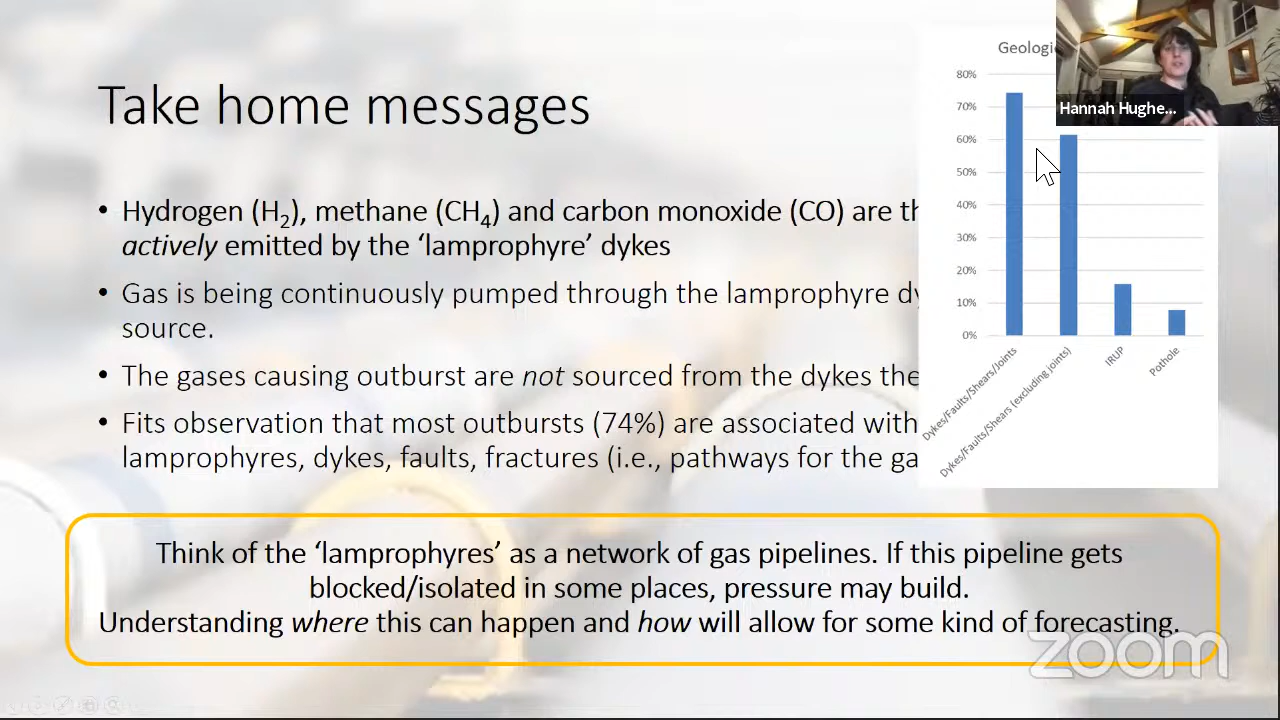 Take home messages
• Hydrogen (H₂), methane (CH₄) and carbon monoxide (CO) are
actively emitted by the ‘lamprophyre’ dykes
• Gas is being continuously pumped through the lamprophyre
source.
• The gases causing outburst are not sourced from the dykes
• Fits observation that most outbursts (74%) are associated with
lamprophyres, dykes, faults, fractures (i.e., pathways for the
Think of the ‘lamprophyres’ as a network of gas pipelines. If this pipeline gets
blocked/isolated in some places, pressure may build.
Understanding where this can happen and how will allow for some kind of forecasting.
80%
70%
60%
50%
40%
30%
20%
10%
0%
Dykes/Faults/Shears/Joints
Dykes/Faults/Shears (excluding joints)
IRUP
Pothole
Hannah Hughe...
zoom